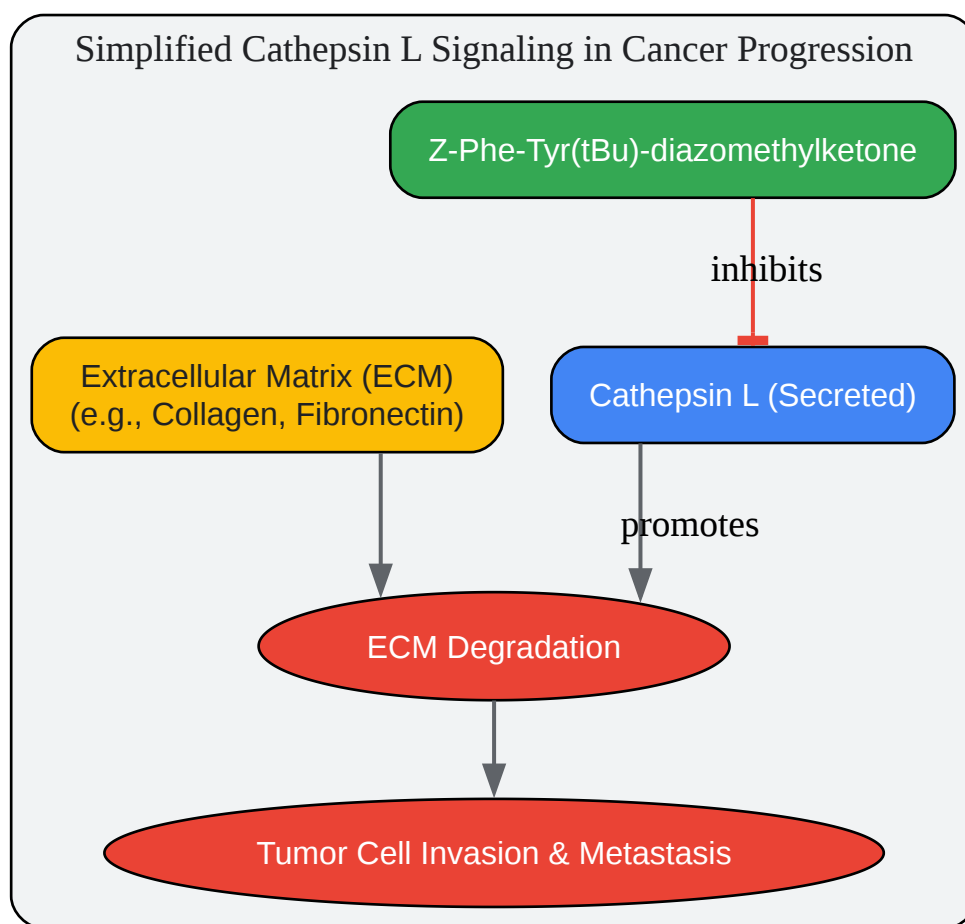 Simplified Cathepsin L Signaling in Cancer Progression
Z-Phe-Tyr(tBu)-diazomethylketone
inhibits
Extracellular Matrix (ECM)
(e.g., Collagen, Fibronectin)
Cathepsin L (Secreted)
promotes
ECM Degradation
Tumor Cell Invasion & Metastasis